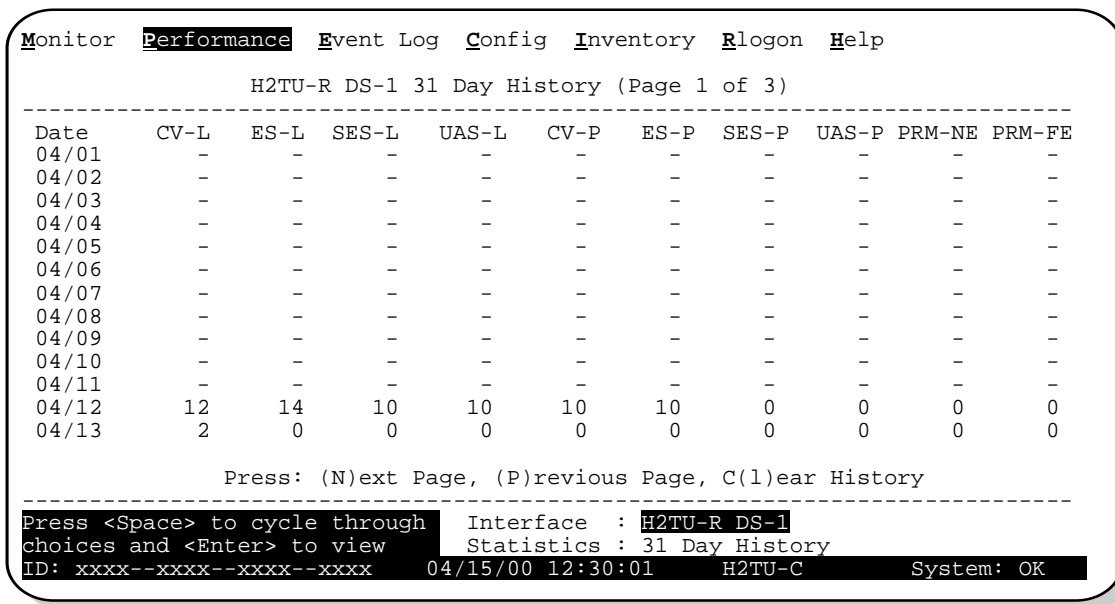 Monitor Performance Event Log Config Inventory Rlogon Help
H2TU-R DS-1 31 Day History (Page 1 of 3)
--------------------------------------------------------------------------------
Date CV-L ES-L SES-L UAS-L CV-P ES-P SES-P UAS-P PRM-NE PRM-FE
04/01 - - - - - - - - - -
04/02 - - - - - - - - - -
04/03 - - - - - - - - - -
04/04 - - - - - - - - - -
04/05 - - - - - - - - - -
04/06 - - - - - - - - - -
04/07 - - - - - - - - - -
04/08 - - - - - - - - - -
04/09 - - - - - - - - - -
04/10 - - - - - - - - - -
04/11 - - - - - - - - - -
04/12 12 14 10 10 10 10 0 0 0 0
04/13 2 0 0 0 0 0 0 0 0 0
Press: (N)ext Page, (P)revious Page, C(l)ear History
--------------------------------------------------------------------------------
Press <Space> to cycle through Interface : H2TU-R DS-1
choices and <Enter> to view Statistics : 31 Day History
ID: xxxx--xxxx--xxxx--xxxx 04/15/00 12:30:01 H2TU-C System: OK